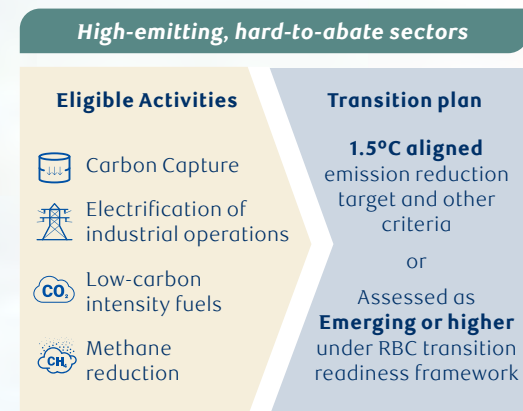 High-emitting, hard-to-abate sectors
Eligible Activities
Carbon Capture
Electrification of
industrial operations
CO₂
Low-carbon
intensity fuels
CH₄
Methane
reduction
Transition plan
1.5°C aligned
emission reduction
target and other
criteria
or
Assessed as
Emerging or higher
under RBC transition
readiness framework